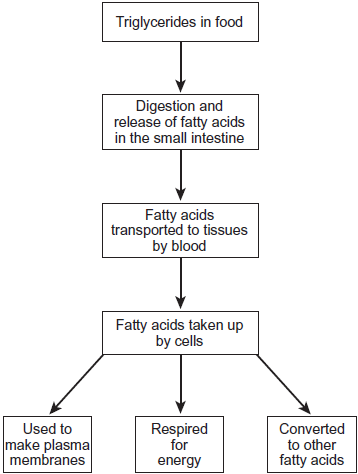 Triglycerides in food
Digestion and
release of fatty acids
in the small intestine
Fatty acids
transported to tissues
by blood
Fatty acids taken up
by cells
Used to
make plasma
membranes
Respired
for
energy
Converted
to other
fatty acids